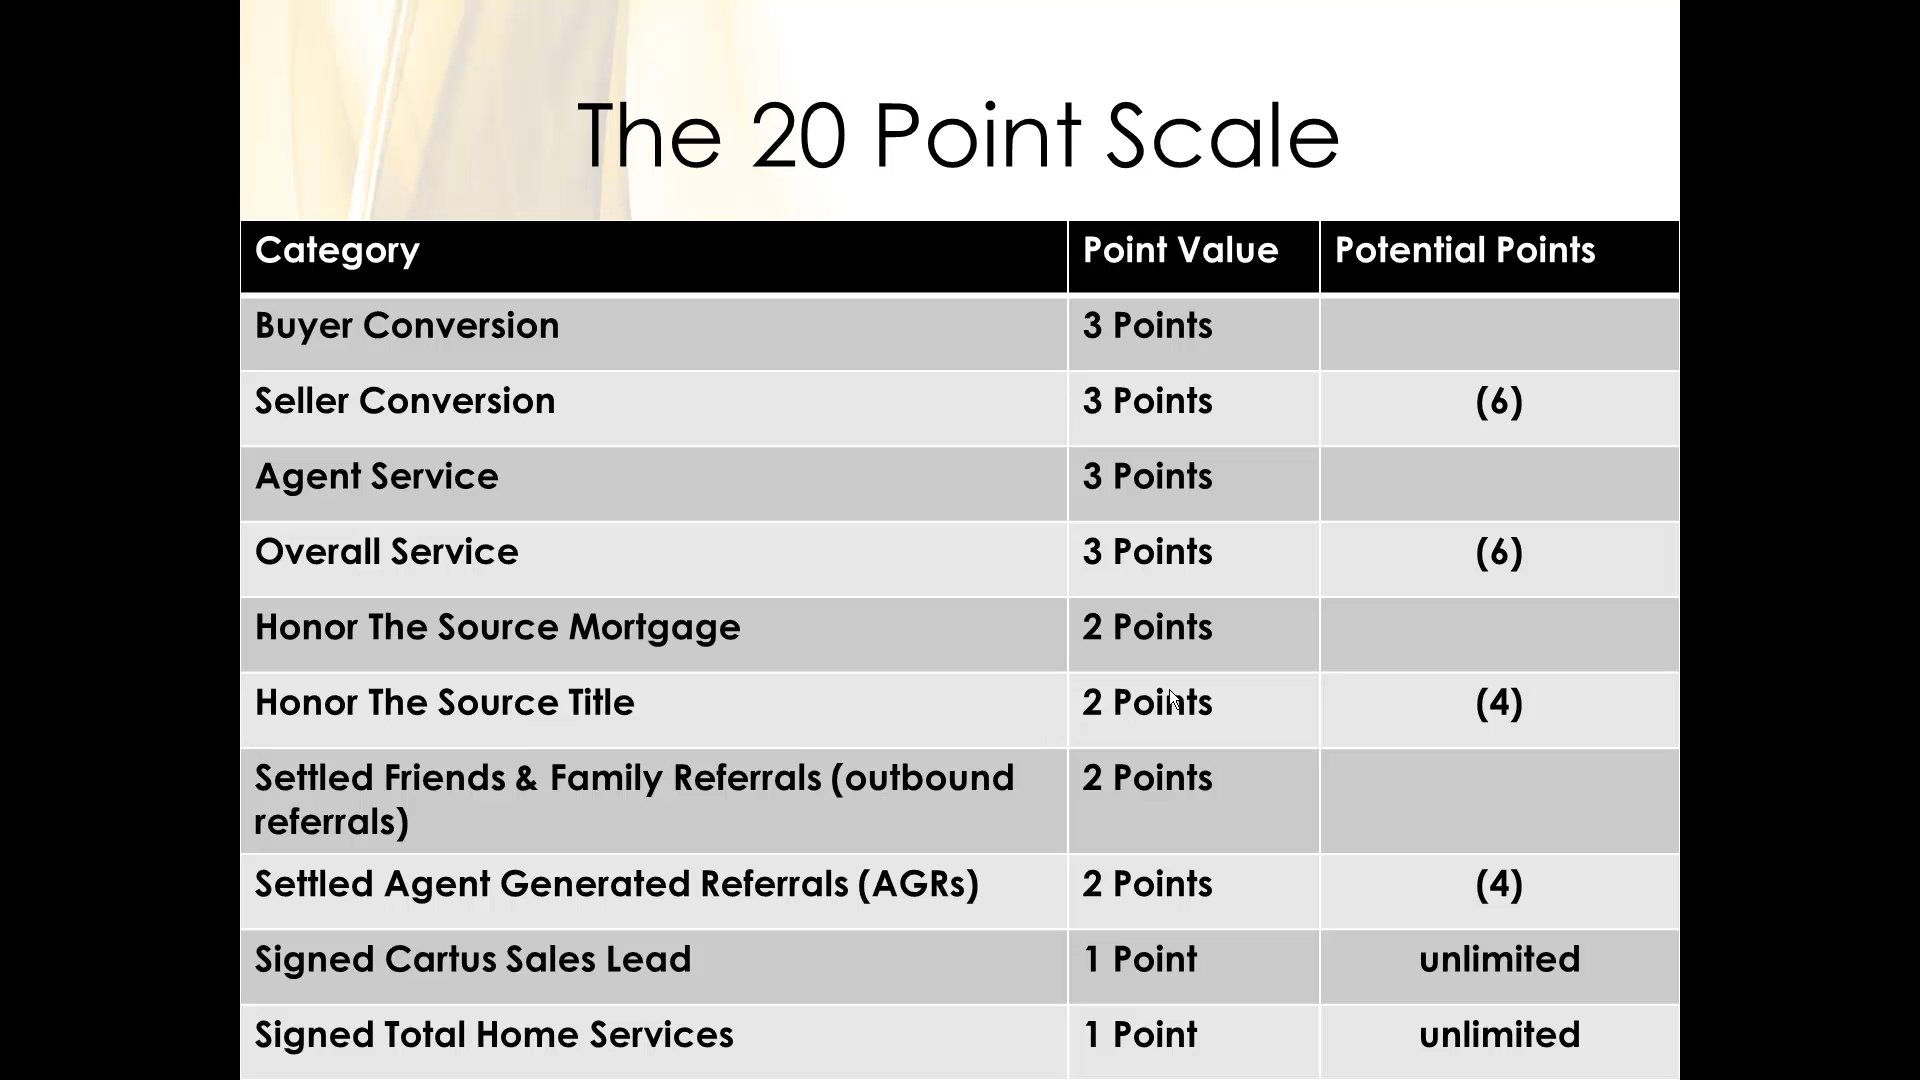 The 20 Point Scale
Category Point Value Potential Points
Buyer Conversion 3 Points
Seller Conversion 3 Points (6)
Agent Service 3 Points
Overall Service 3 Points (6)
Honor The Source Mortgage 2 Points
Honor The Source Title 2 Points (4)
Settled Friends & Family Referrals (outbound 2 Points
referrals)
Settled Agent Generated Referrals (AGRs) 2 Points (4)
Signed Cartus Sales Lead 1 Point unlimited
Signed Total Home Services 1 Point unlimited